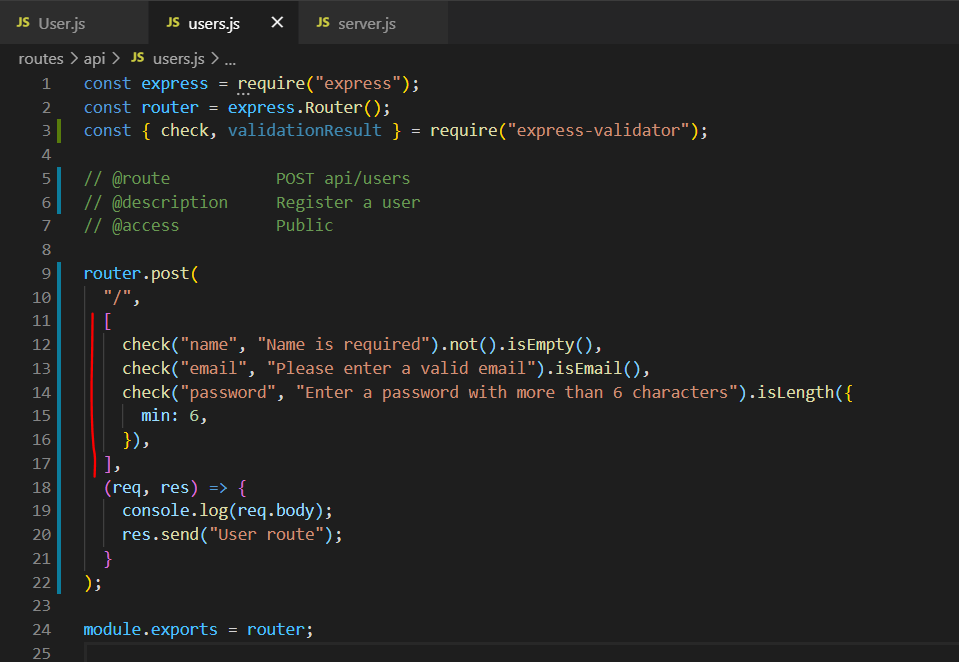 JS User.js JS users.js × JS server.js
routes > api > JS users.js > ...
1 const express = require("express");
2 const router = express.Router();
3 const { check, validationResult } = require("express-validator");
4
5 // @route POST api/users
6 // @description Register a user
7 // @access Public
8
9 router.post(
10 "/",
11 [
12 check("name", "Name is required").not().isEmpty(),
13 check("email", "Please enter a valid email").isEmail(),
14 check("password", "Enter a password with more than 6 characters").isLength({
15 min: 6,
16 }),
17 ],
18 (req, res) => {
19 console.log(req.body);
20 res.send("User route");
21 }
22 );
23
24 module.exports = router;
25